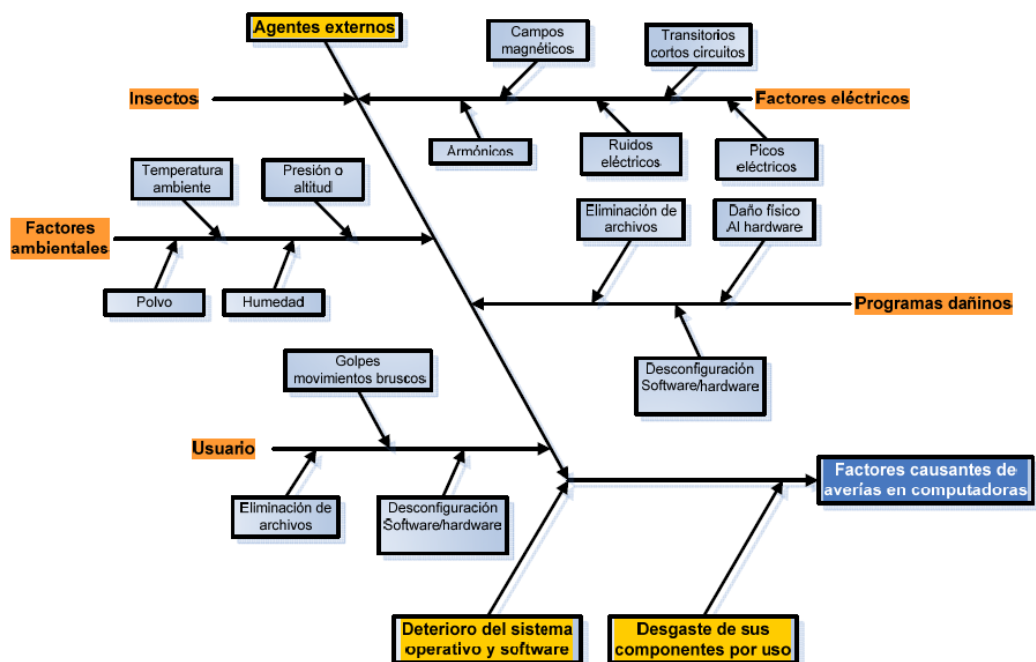 Agentes externos
Campos
magnéticos
Transitorios
cortos circuitos
Insectos
Factores eléctricos
Armónicos
Ruidos
eléctricos
Picos
eléctricos
Temperatura
ambiente
Presión o
altitud
Eliminación de
archivos
Daño físico
Al hardware
Factores
ambientales
Polvo
Humedad
Programas dañinos
Golpes
movimientos bruscos
Desconfiguración
Software/hardware
Usuario
Eliminación de
archivos
Desconfiguración
Software/hardware
Factores causantes de
averías en computadoras
Deterioro del sistema
operativo y software
Desgaste de sus
componentes por uso